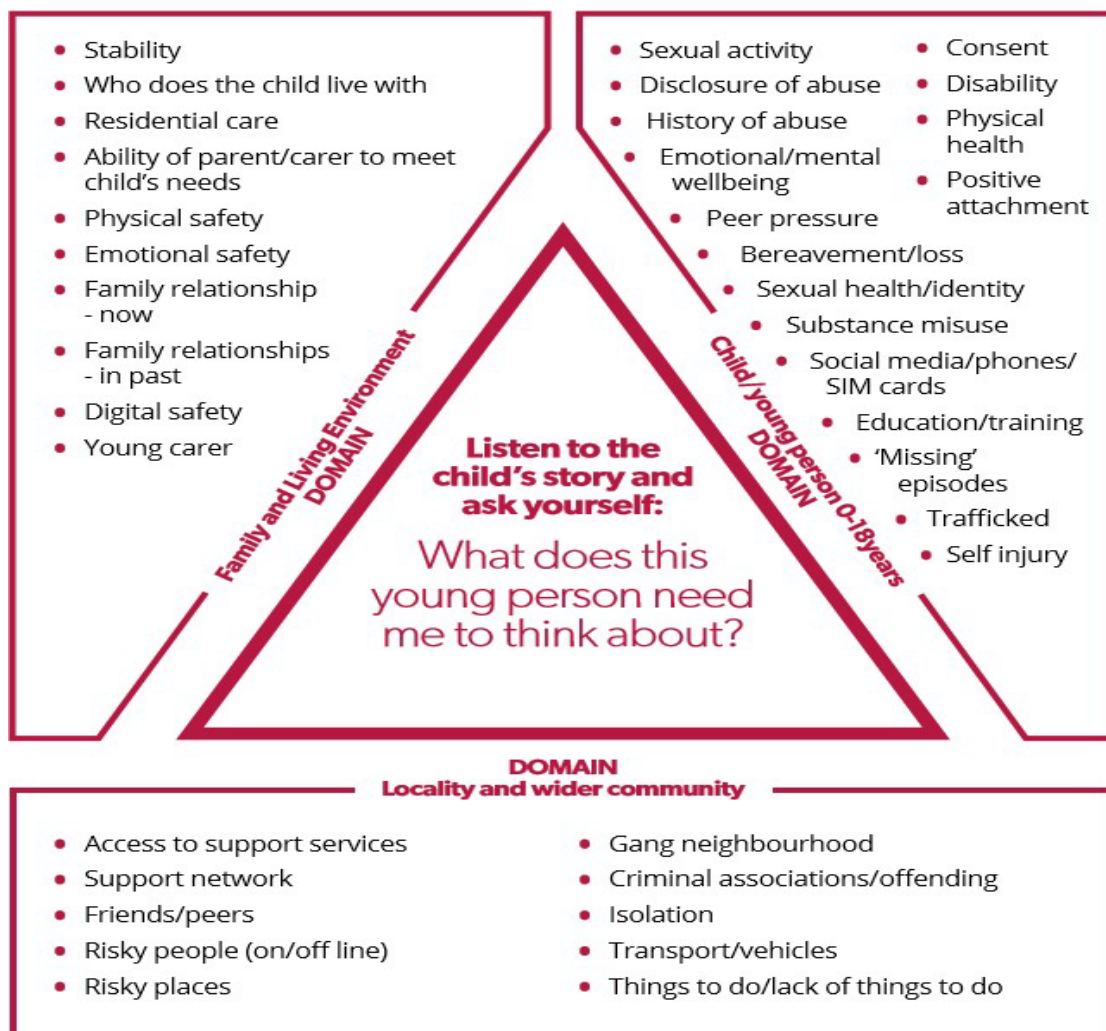 • Stability
• Who does the child live with
• Residential care
• Ability of parent/carer to meet
child's needs
• Physical safety
• Emotional safety
• Family relationship
- now
• Family relationships
- in past
• Digital safety
• Young carer
Family and Living Environment
DOMAIN
• Sexual activity
• Disclosure of abuse
• History of abuse
• Emotional/mental
wellbeing
• Peer pressure
• Bereavement/loss
• Sexual health/identity
• Substance misuse
• Social media/phones/
SIM cards
• Education/training
• ‘Missing’
episodes
• Trafficked
• Self injury
• Consent
• Disability
• Physical
health
• Positive
attachment
Child/young person 0-18 years
DOMAIN
Listen to the
child's story and
ask yourself:
What does this
young person need
me to think about?
DOMAIN
Locality and wider community
• Access to support services
• Support network
• Friends/peers
• Risky people (on/off line)
• Risky places
• Gang neighbourhood
• Criminal associations/offending
• Isolation
• Transport/vehicles
• Things to do/lack of things to do